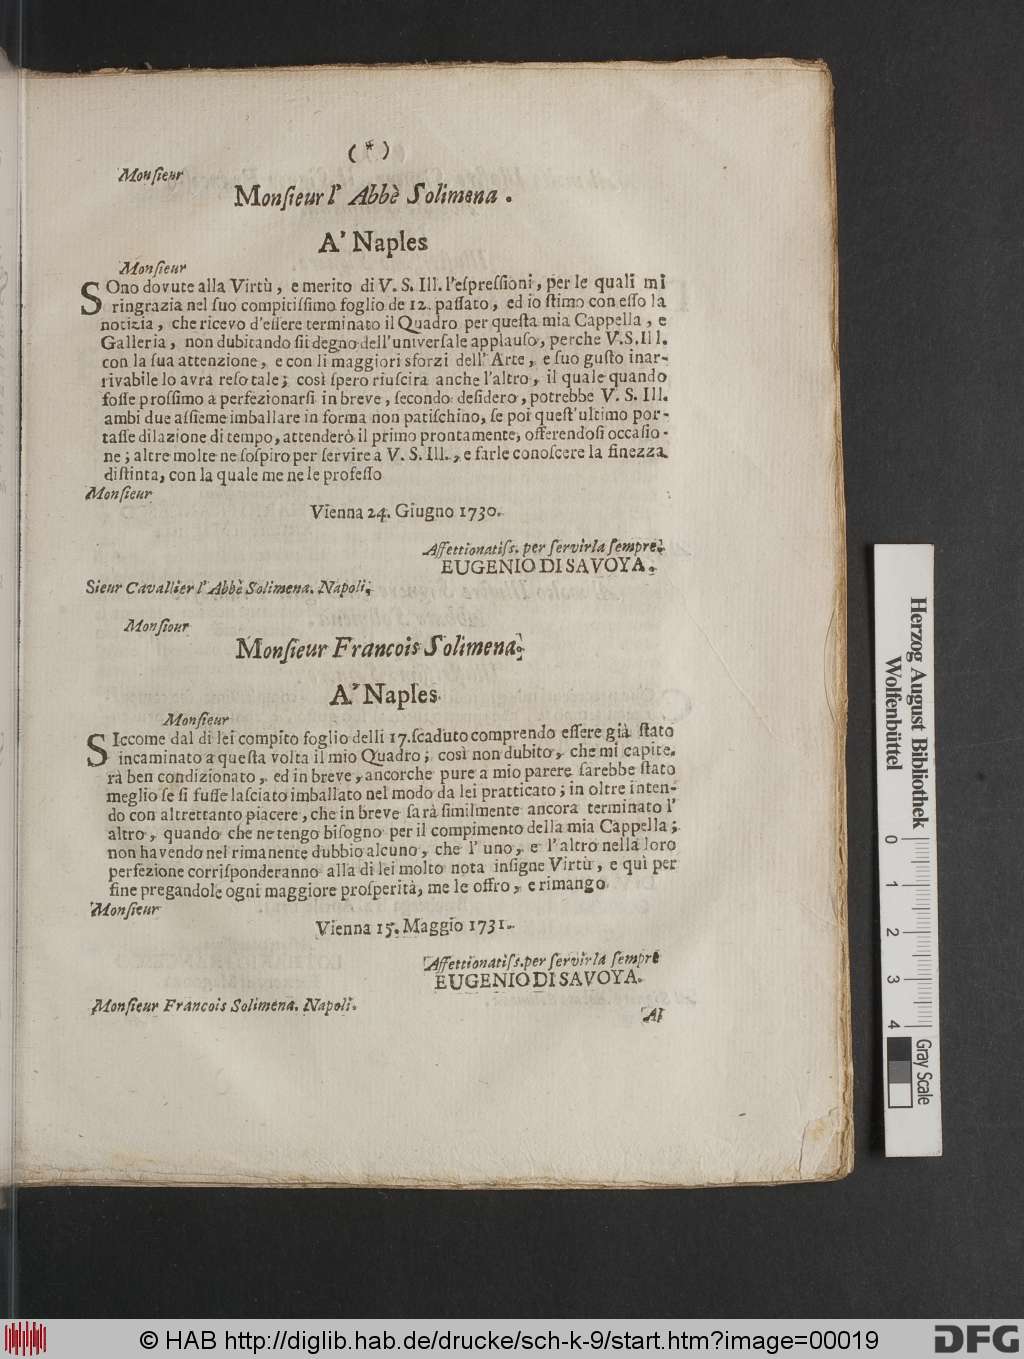 ( * )
Monſieur
Monſieur l' Abbè Solimena .
A' Naples
Monſieur
SOno dovute alla Virtù , e merito di V. S. Ill. l'eſpreſſioni , per le quali mi
ringrazia nel ſuo compitiſſimo foglio de 12. paſſato , ed io ſtimo con eſſo la
notizia , che ricevo d'eſſere terminato il Quadro per queſta mia Cappella , e
Galleria , non dubitando ſii degno dell'univerſale applauſo, perche V.S.Ill.
con la ſua attenzione , e con li maggiori sforzi dell' Arte , e ſuo guſto inar-
rivabile lo avrà reſo tale ; così ſpero riuſcirà anche l'altro , il quale quando
foſſe proſſimo a perfezionarſi in breve , ſecondo deſidero , potrebbe V. S. Ill.
ambi due aſſieme imballare in forma non patiſchino, ſe poi queſt'ultimo por-
taſſe dilazione di tempo, attenderò il primo prontamente, offerendoſi occaſio-
ne ; altre molte ne ſoſpiro per ſervire a V. S. Ill. , e farle conoſcere la finezza
diſtinta, con la quale me ne le profeſſo
Monſieur
Vienna 24. Giugno 1730.
Affettionatiſs. per ſervirla ſempre.
EUGENIO DI SAVOYA.
Sieur Cavallier l' Abbè Solimena. Napoli.
Monſieur
Monſieur Francois Solimena.
A' Naples
Monſieur
SIccome dal di lei compito foglio delli 17. ſcaduto comprendo eſſere già ſtato
incaminato a queſta volta il mio Quadro ; così non dubito , che mi capite-
rà ben condizionato , ed in breve , ancorche pure a mio parere ſarebbe ſtato
meglio ſe ſi fuſſe laſciato imballato nel modo da lei pratticato ; in oltre inten-
do con altrettanto piacere , che in breve ſarà ſimilmente ancora terminato l'
altro , quando che ne tengo biſogno per il compimento della mia Cappella ;
non havendo nel rimanente dubbio alcuno , che l' uno , e l' altro nella loro
perfezione corriſponderanno alla di lei molto nota inſigne Virtù , e quì per
fine pregandole ogni maggiore proſperità, me le offro , e rimango
Monſieur
Vienna 15. Maggio 1731.
Affettionatiſs. per ſervirla ſempre
EUGENIO DI SAVOYA.
Monſieur Francois Solimena. Napoli.
Al
Herzog August Bibliothek
Wolfenbüttel
0 1 2 3 4
Gray Scale
© HAB http://diglib.hab.de/drucke/sch-k-9/start.htm?image=00019
DFG